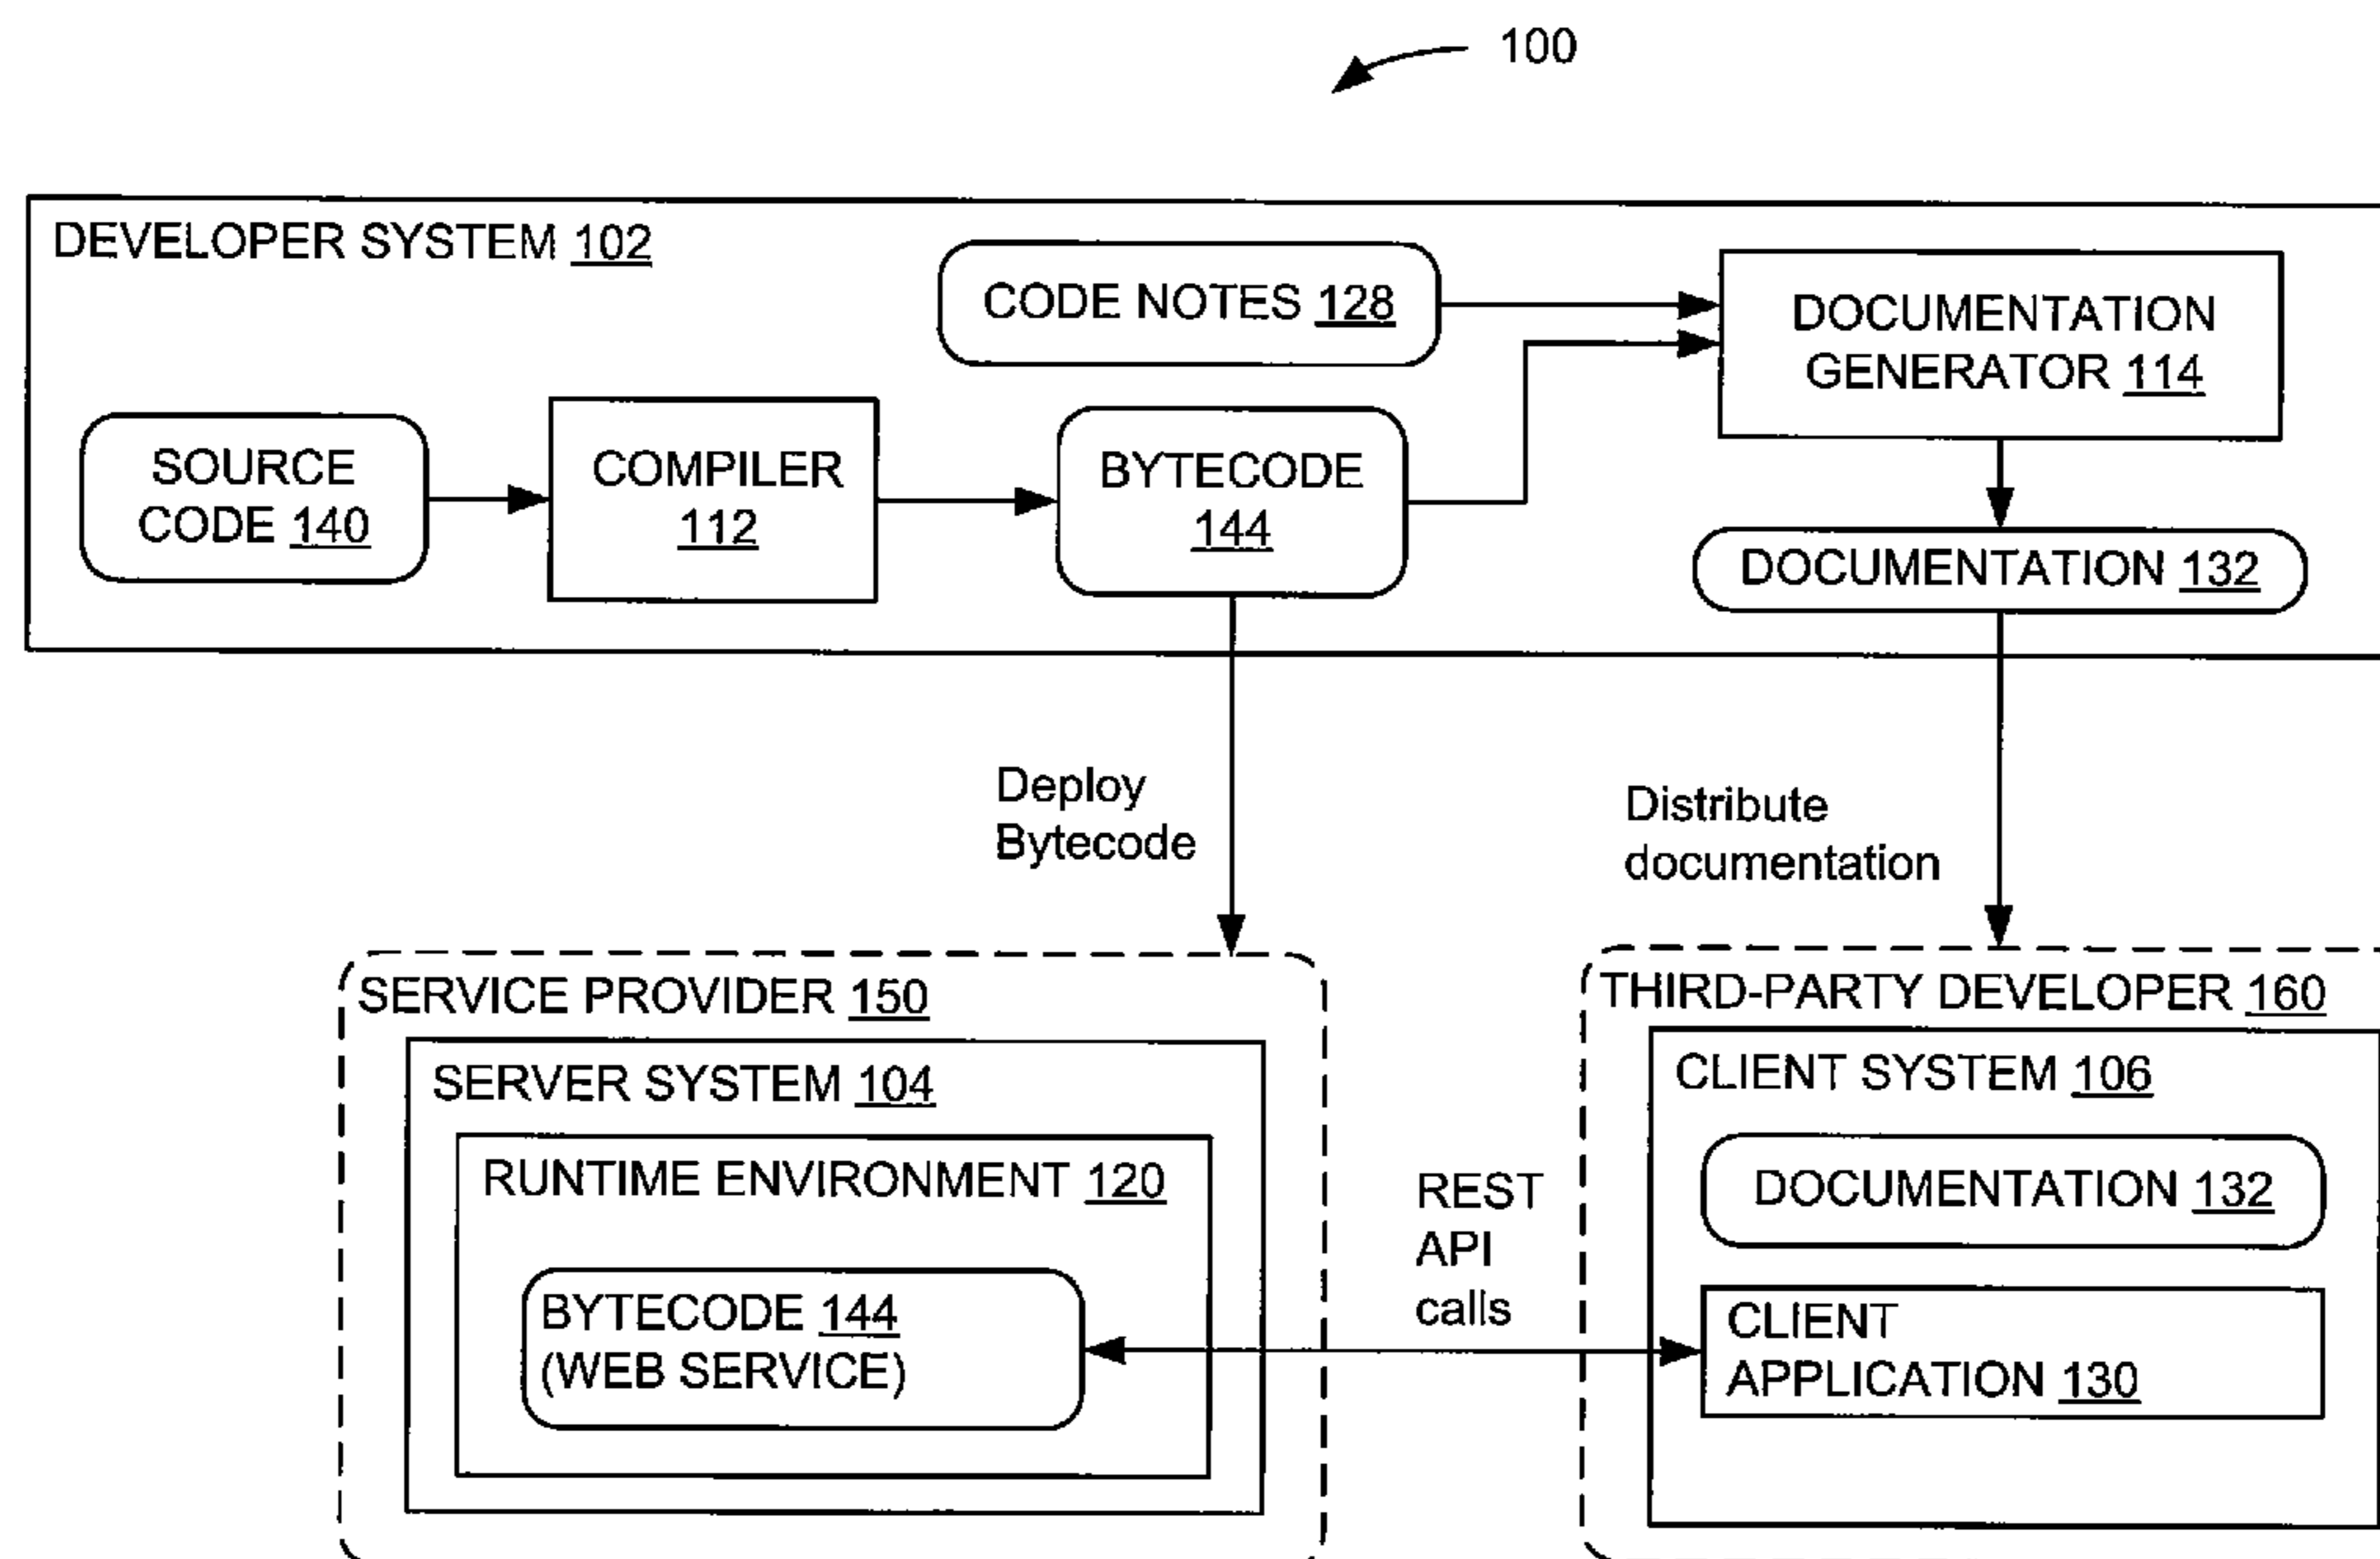 100
DEVELOPER SYSTEM 102
CODE NOTES 128
DOCUMENTATION
GENERATOR 114
SOURCE
CODE 140
COMPILER
112
BYTECODE
144
DOCUMENTATION 132
Deploy
Bytecode
Distribute
documentation
SERVICE PROVIDER 150
SERVER SYSTEM 104
RUNTIME ENVIRONMENT 120
BYTECODE 144
(WEB SERVICE)
REST
API
calls
THIRD-PARTY DEVELOPER 160
CLIENT SYSTEM 106
DOCUMENTATION 132
CLIENT
APPLICATION 130